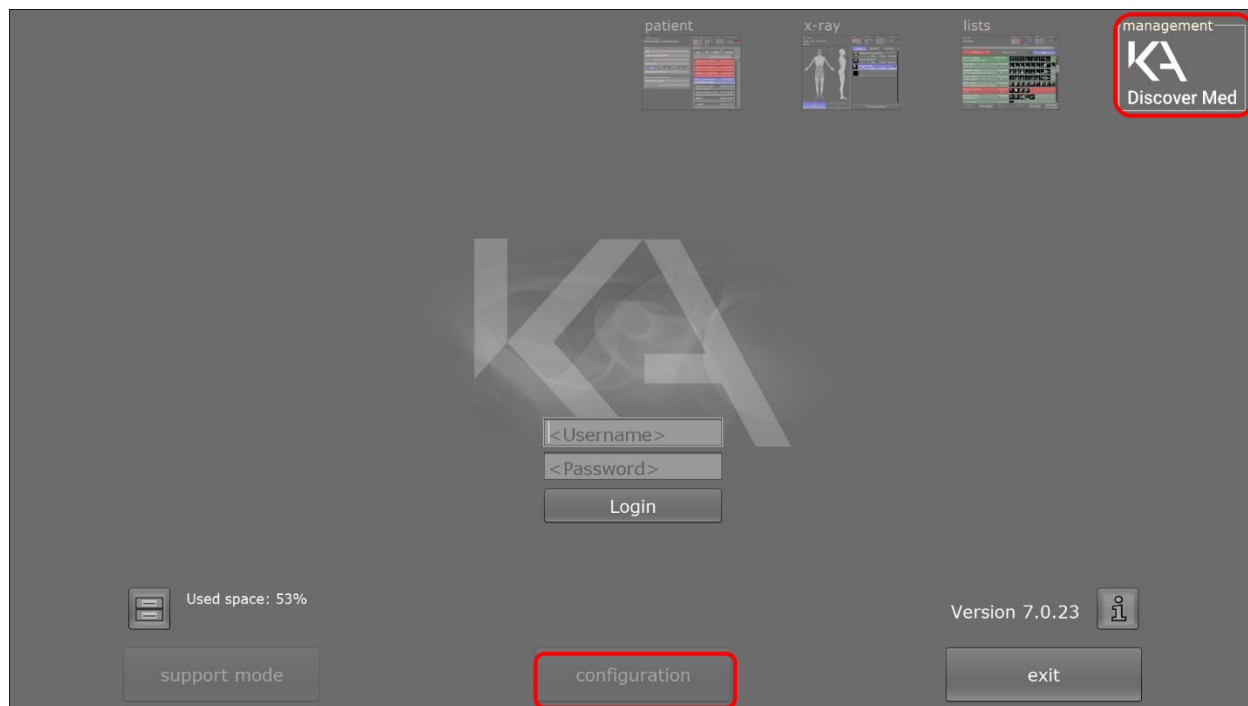 patient
x-ray
lists
management
KA
Discover Med
KA
<Username>
<Password>
Login
Used space: 53%
Version 7.0.23
i
support mode
configuration
exit